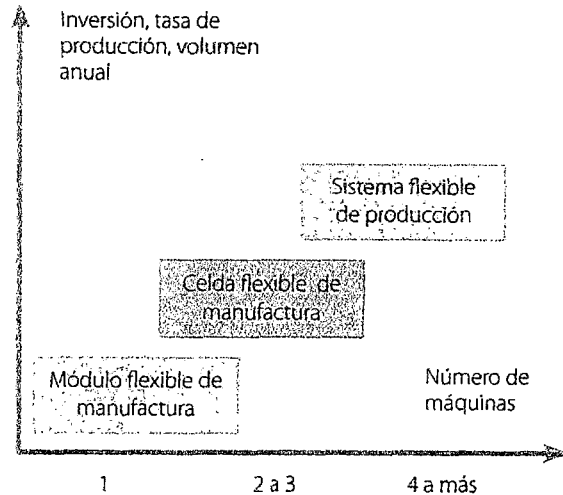 Inversión, tasa de
producción, volumen
anual
Sistema flexible
de producción
Celda flexible de
manufactura
Módulo flexible de
manufactura
Número de
máquinas
1
2 a 3
4 a más